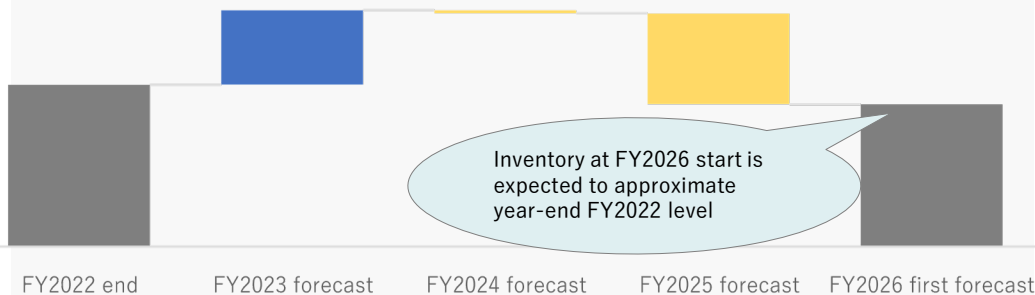 Inventory at FY2026 start is
expected to approximate
year-end FY2022 level
FY2022 end
FY2023 forecast
FY2024 forecast
FY2025 forecast
FY2026 first forecast